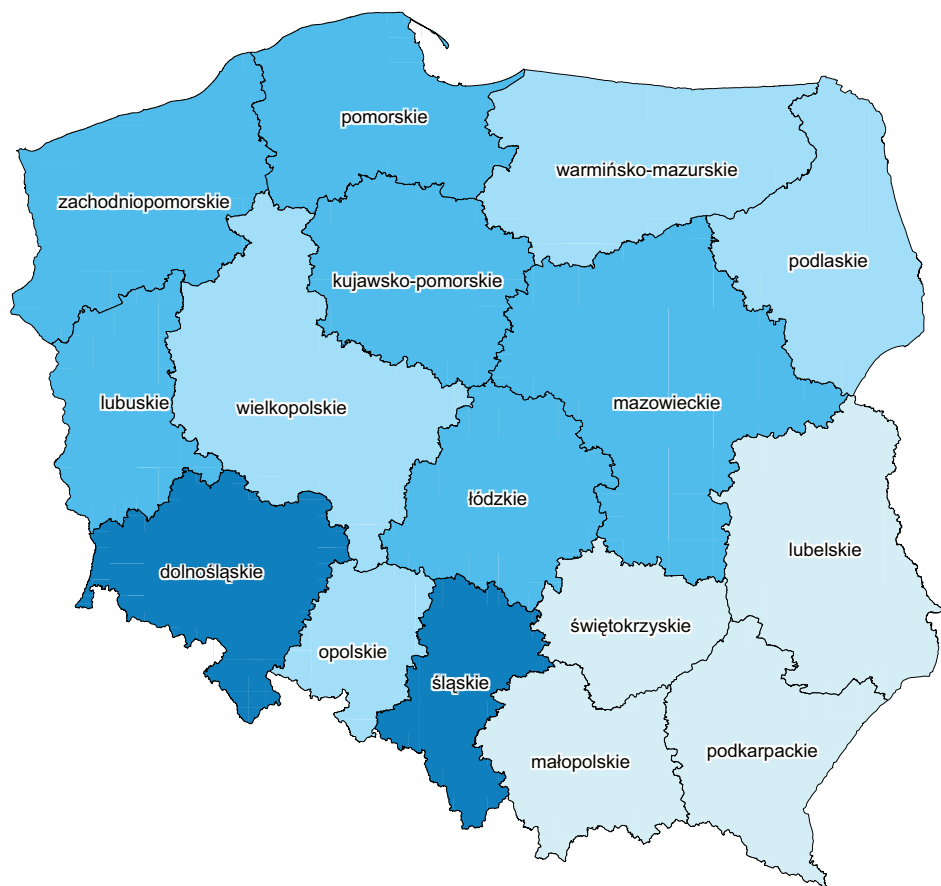 pomorskie
warmińsko-mazurskie
zachodniopomorskie
podlaskie
kujawsko-pomorskie
lubuskie
wielkopolskie
mazowieckie
łódzkie
lubelskie
dolnośląskie
świętokrzyskie
opolskie
śląskie
małopolskie
podkarpackie